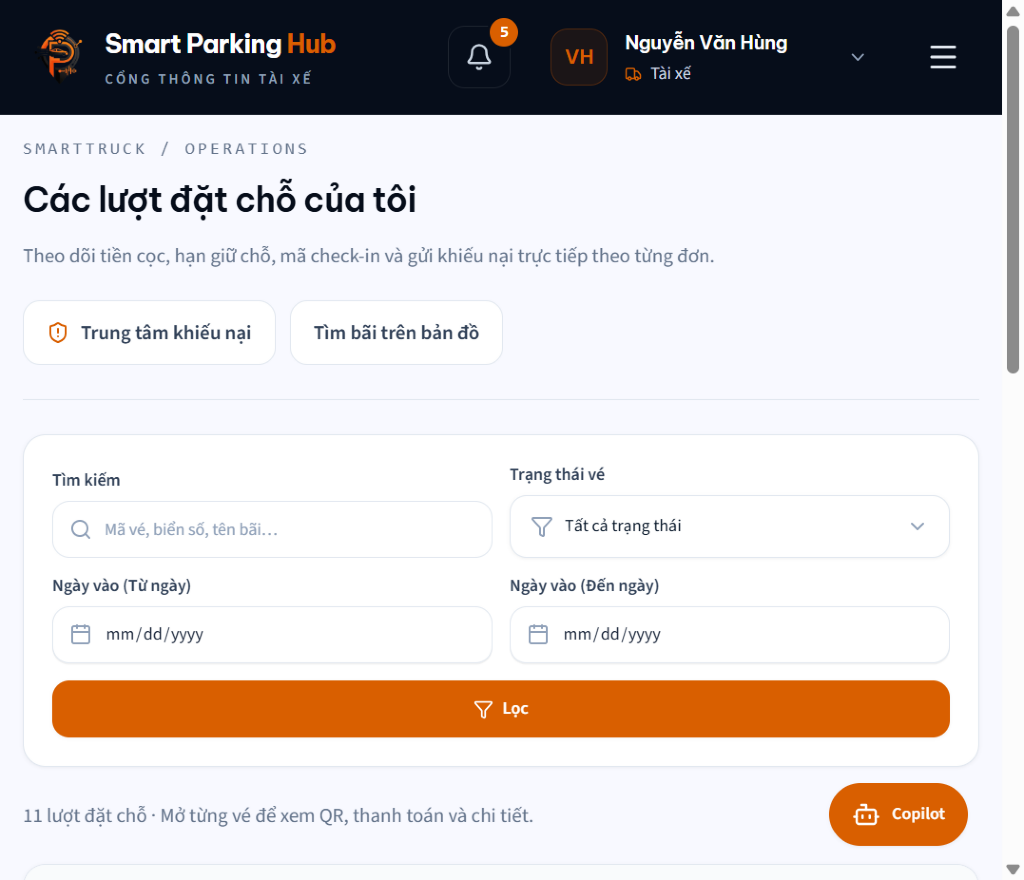 Smart Parking Hub
CỔNG THÔNG TIN TÀI XẾ
5
VH
Nguyễn Văn Hùng
Tài xế
SMARTTRUCK / OPERATIONS
Các lượt đặt chỗ của tôi
Theo dõi tiền cọc, hạn giữ chỗ, mã check-in và gửi khiếu nại trực tiếp theo từng đơn.
Trung tâm khiếu nại
Tìm bãi trên bản đồ
Tìm kiếm
Mã vé, biển số, tên bãi…
Trạng thái vé
Tất cả trạng thái
Ngày vào (Từ ngày)
mm/dd/yyyy
Ngày vào (Đến ngày)
mm/dd/yyyy
Lọc
11 lượt đặt chỗ · Mở từng vé để xem QR, thanh toán và chi tiết.
Copilot